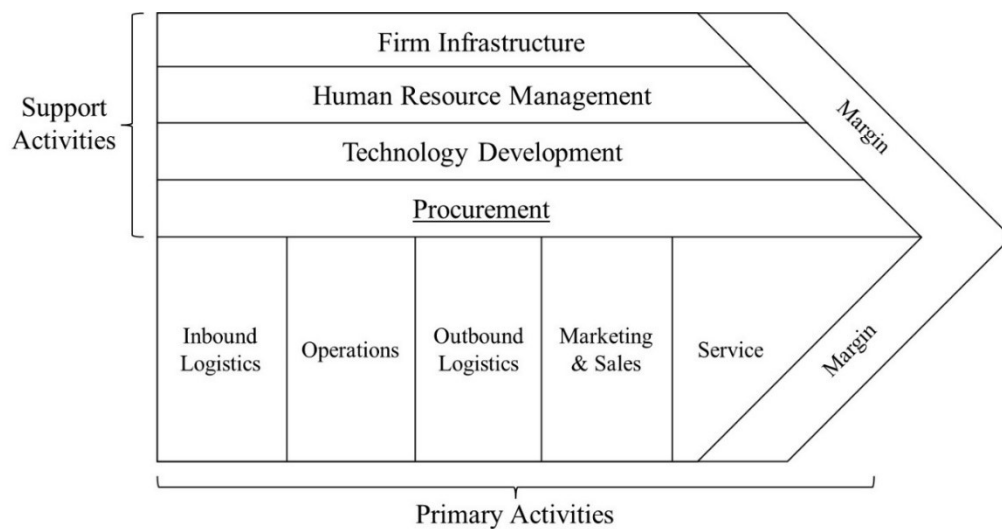 Firm Infrastructure
Human Resource Management
Support
Activities
Technology Development
Procurement
Margin
Inbound
Logistics
Operations
Outbound
Logistics
Marketing
& Sales
Service
Margin
Primary Activities